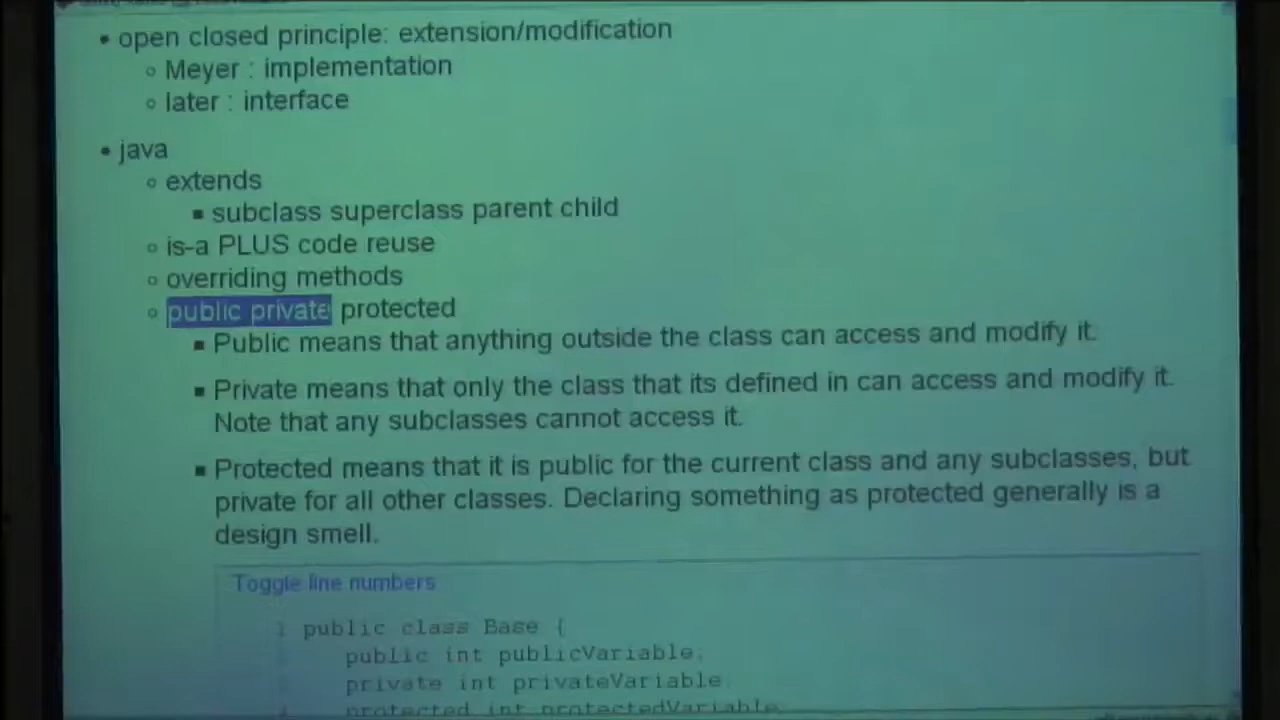 • open closed principle: extension/modification
◦ Meyer : implementation
◦ later : interface
• java
◦ extends
▪ subclass superclass parent child
◦ is-a PLUS code reuse
◦ overriding methods
◦ public private protected
▪ Public means that anything outside the class can access and modify it.
▪ Private means that only the class that its defined in can access and modify it.
Note that any subclasses cannot access it.
▪ Protected means that it is public for the current class and any subclasses, but
private for all other classes. Declaring something as protected generally is a
design smell.
Toggle line numbers
1 public class Base {
public int publicVariable;
private int privateVariable
4 protected int protectedVariable